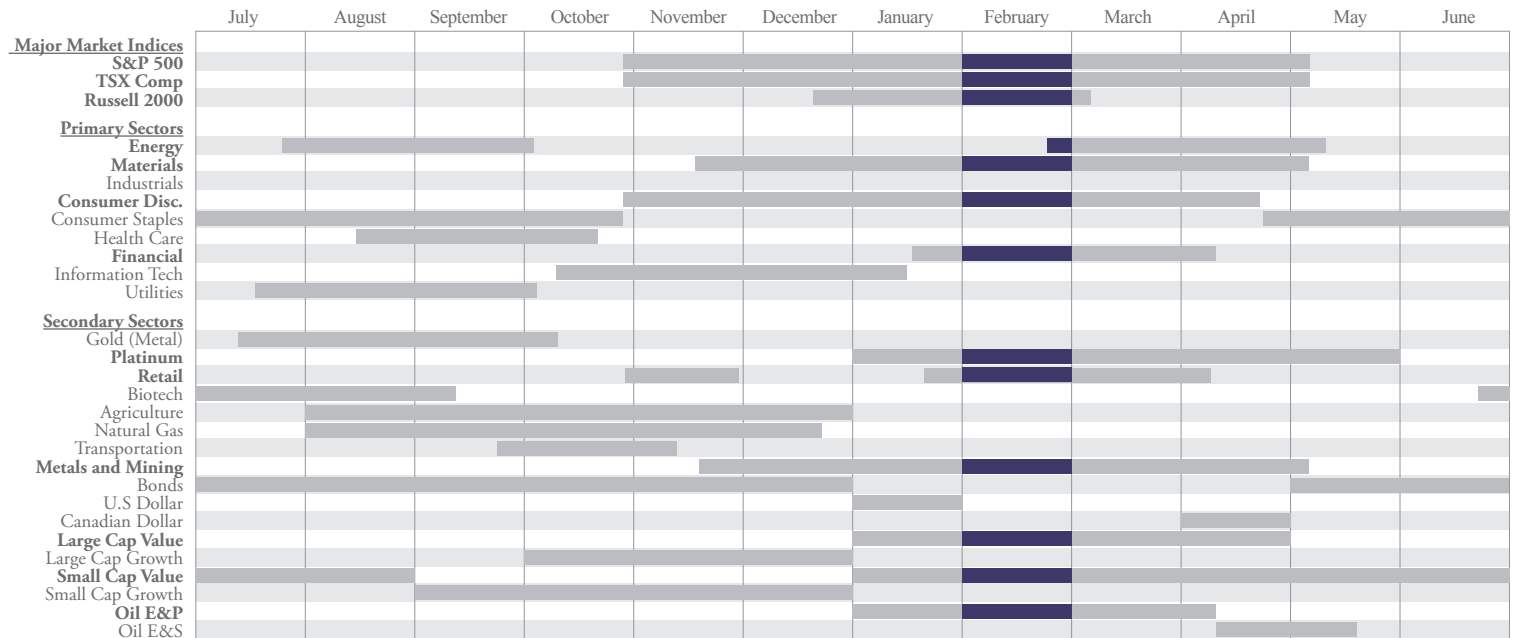 July August September October November December January February March April May June
Major Market Indices
S&P 500
TSX Comp
Russell 2000
Primary Sectors
Energy
Materials
Industrials
Consumer Disc.
Consumer Staples
Health Care
Financial
Information Tech
Utilities
Secondary Sectors
Gold (Metal)
Platinum
Retail
Biotech
Agriculture
Natural Gas
Transportation
Metals and Mining
Bonds
U.S Dollar
Canadian Dollar
Large Cap Value
Large Cap Growth
Small Cap Value
Small Cap Growth
Oil E&P
Oil E&S